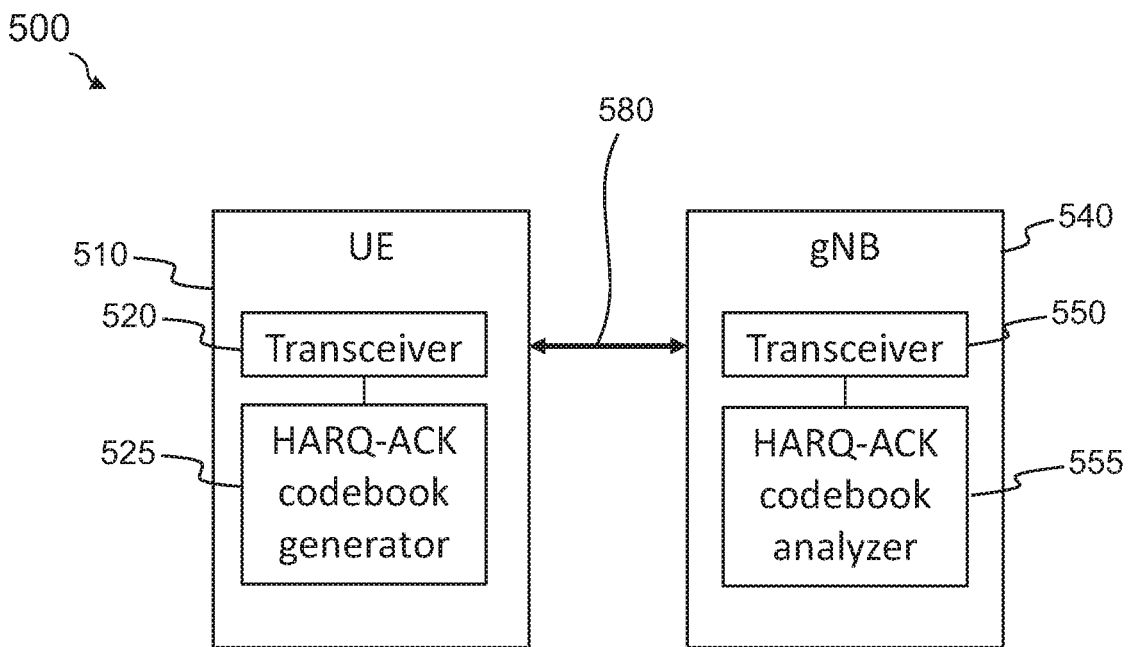 500
580
UE
gNB
510
540
520
Transceiver
Transceiver
550
525
HARQ-ACK
codebook
generator
HARQ-ACK
codebook
analyzer
555